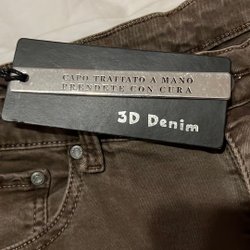 CAPO TRATTATO A MANO
PRENDETE CON CURA
3D Denim